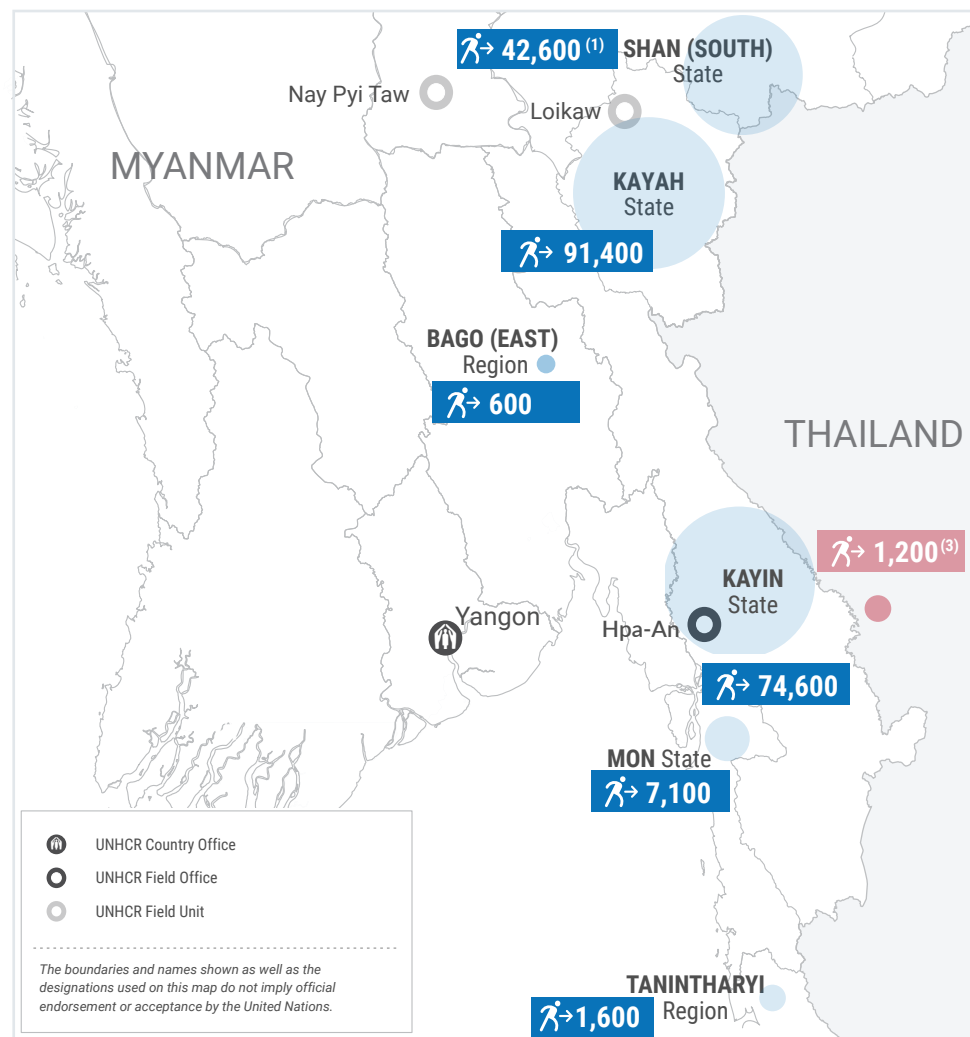 42,600 (1)
SHAN (SOUTH)
State
Nay Pyi Taw
Loikaw
MYANMAR
KAYAH
State
91,400
BAGO (EAST)
Region
600
THAILAND
1,200 (3)
KAYIN
State
Yangon
Hpa-An
74,600
MON State
7,100
UNHCR Country Office
UNHCR Field Office
UNHCR Field Unit
The boundaries and names shown as well as the
designations used on this map do not imply official
endorsement or acceptance by the United Nations.
TANINTHARYI
Region
1,600